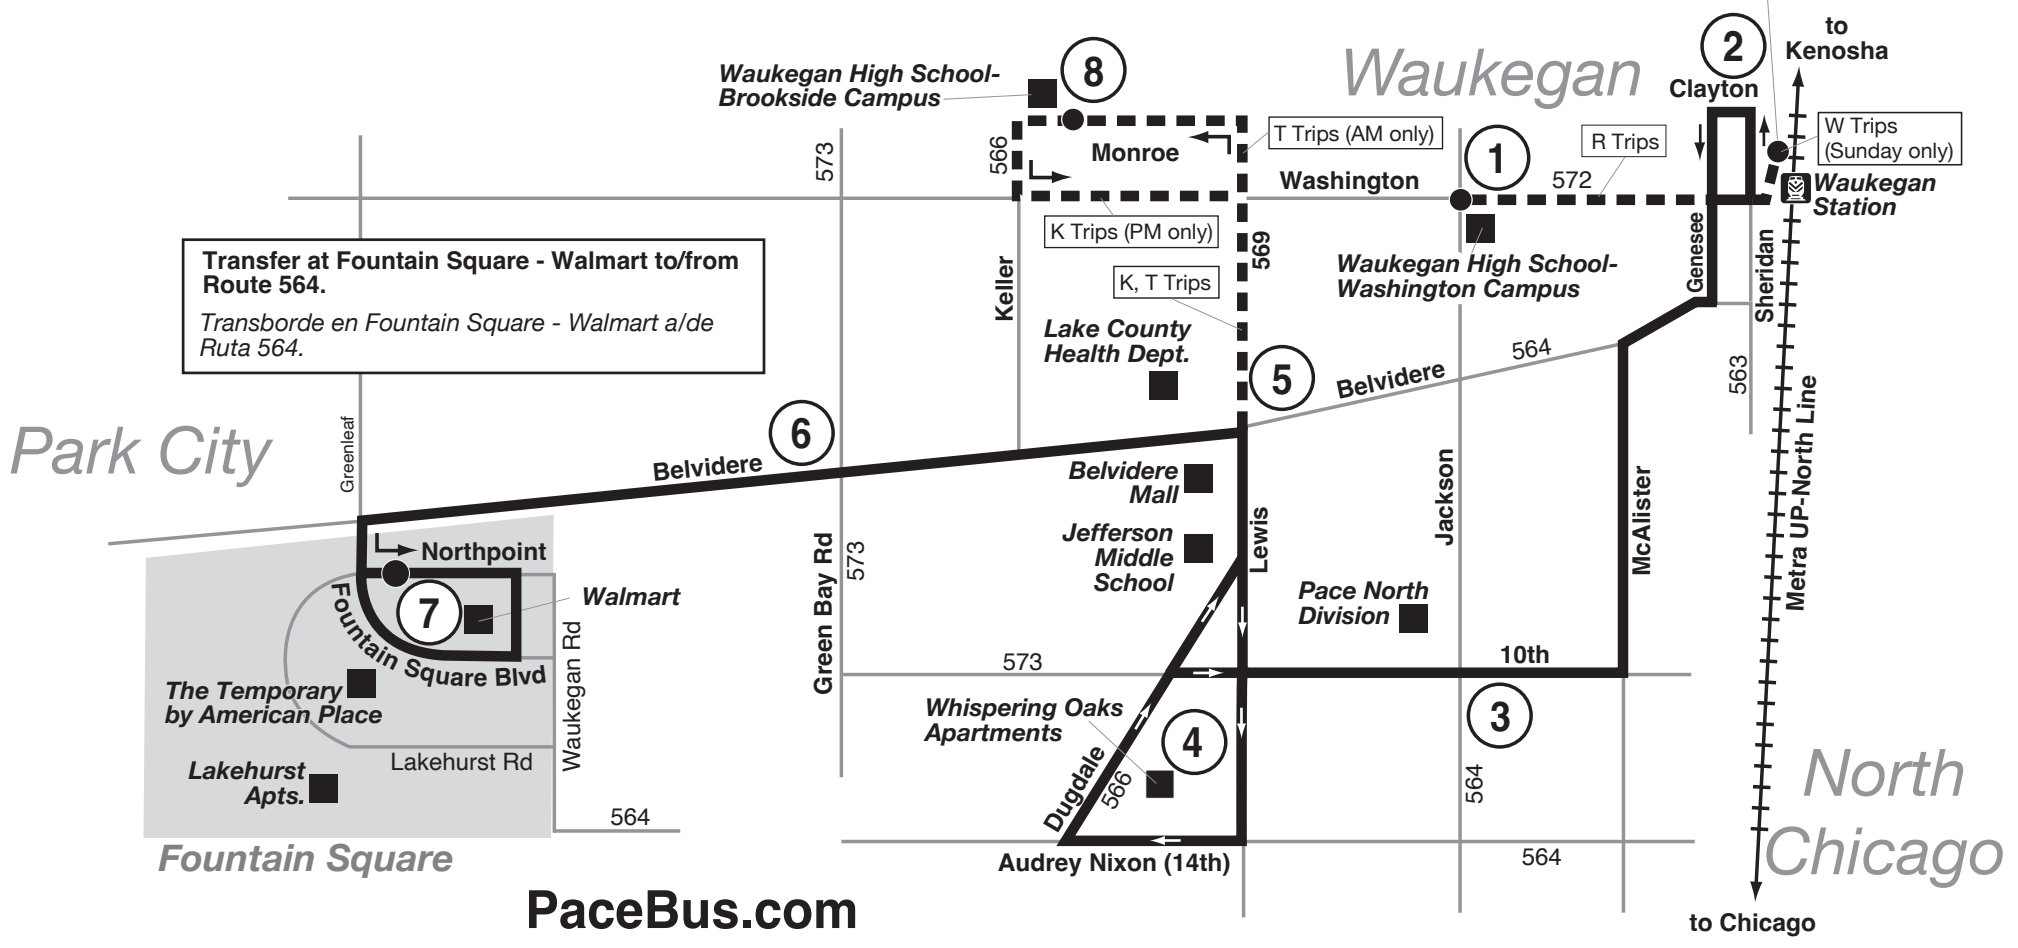 to
Kenosha
2
Clayton
Waukegan
8
Waukegan High School-
Brookside Campus
W Trips
(Sunday only)
T Trips (AM only)
R Trips
1
566
573
Monroe
Washington
572
Waukegan
Station
K Trips (PM only)
569
Genesee
Sheridan
Transfer at Fountain Square - Walmart to/from
Route 564.
Transborde en Fountain Square - Walmart a/de
Ruta 564.
Keller
K, T Trips
Waukegan High School-
Washington Campus
Lake County
Health Dept.
5
Belvidere
564
563
Metra UP-North Line
Park City
Greenleaf
6
Belvidere
Belvidere
Mall
Jefferson
Middle
School
Lewis
Jackson
McAlister
Northpoint
7
Walmart
Fountain Square Blvd
Green Bay Rd
573
Pace North
Division
573
10th
The Temporary
by American Place
Waukegan Rd
Whispering Oaks
Apartments
4
3
Lakehurst Rd
Lakehurst
Apts.
Dugdale
566
564
564
North
Chicago
Fountain Square
Audrey Nixon (14th)
564
PaceBus.com
to Chicago